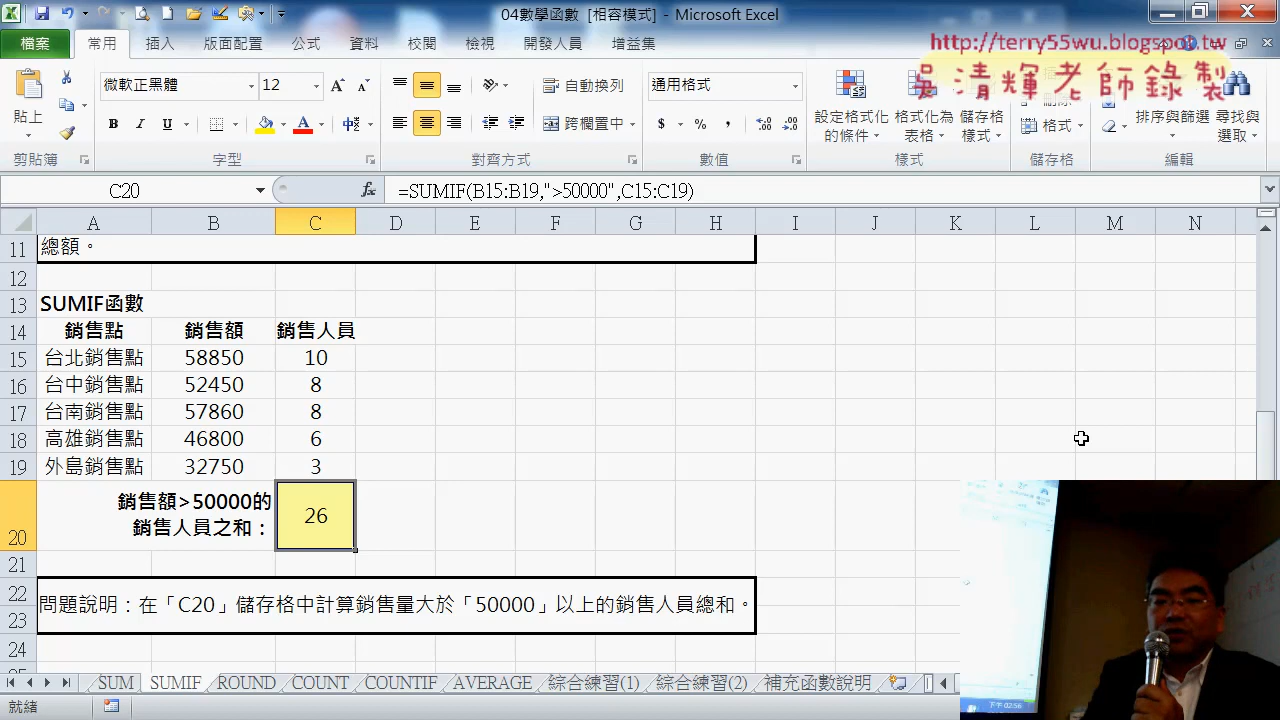 04數學函數 [相容模式] - Microsoft Excel
http://terry55wu.blogspot.tw
吳清輝老師錄製
檔案 常用 插入 版面配置 公式 資料 校閱 檢視 開發人員 增益集
微軟正黑體 12 自動換列 通用格式
貼上 B I U 跨欄置中 $ % , 設定格式化的條件 格式化為表格 儲存格樣式 格式 排序與篩選 尋找與選取
剪貼簿 字型 對齊方式 數值 樣式 儲存格 編輯
C20 fx =SUMIF(B15:B19,">50000",C15:C19)
A B C D E F G H I J K L M N
11 總額。
12
13 SUMIF函數
14 銷售點 銷售額 銷售人員
15 台北銷售點 58850 10
16 台中銷售點 52450 8
17 台南銷售點 57860 8
18 高雄銷售點 46800 6
19 外島銷售點 32750 3
20 銷售額>50000的
銷售人員之和： 26
21
22 問題說明：在「C20」儲存格中計算銷售量大於「50000」以上的銷售人員總和。
23
24
SUM SUMIF ROUND COUNT COUNTIF AVERAGE 綜合練習(1) 綜合練習(2) 補充函數說明
就緒
下午 02:56